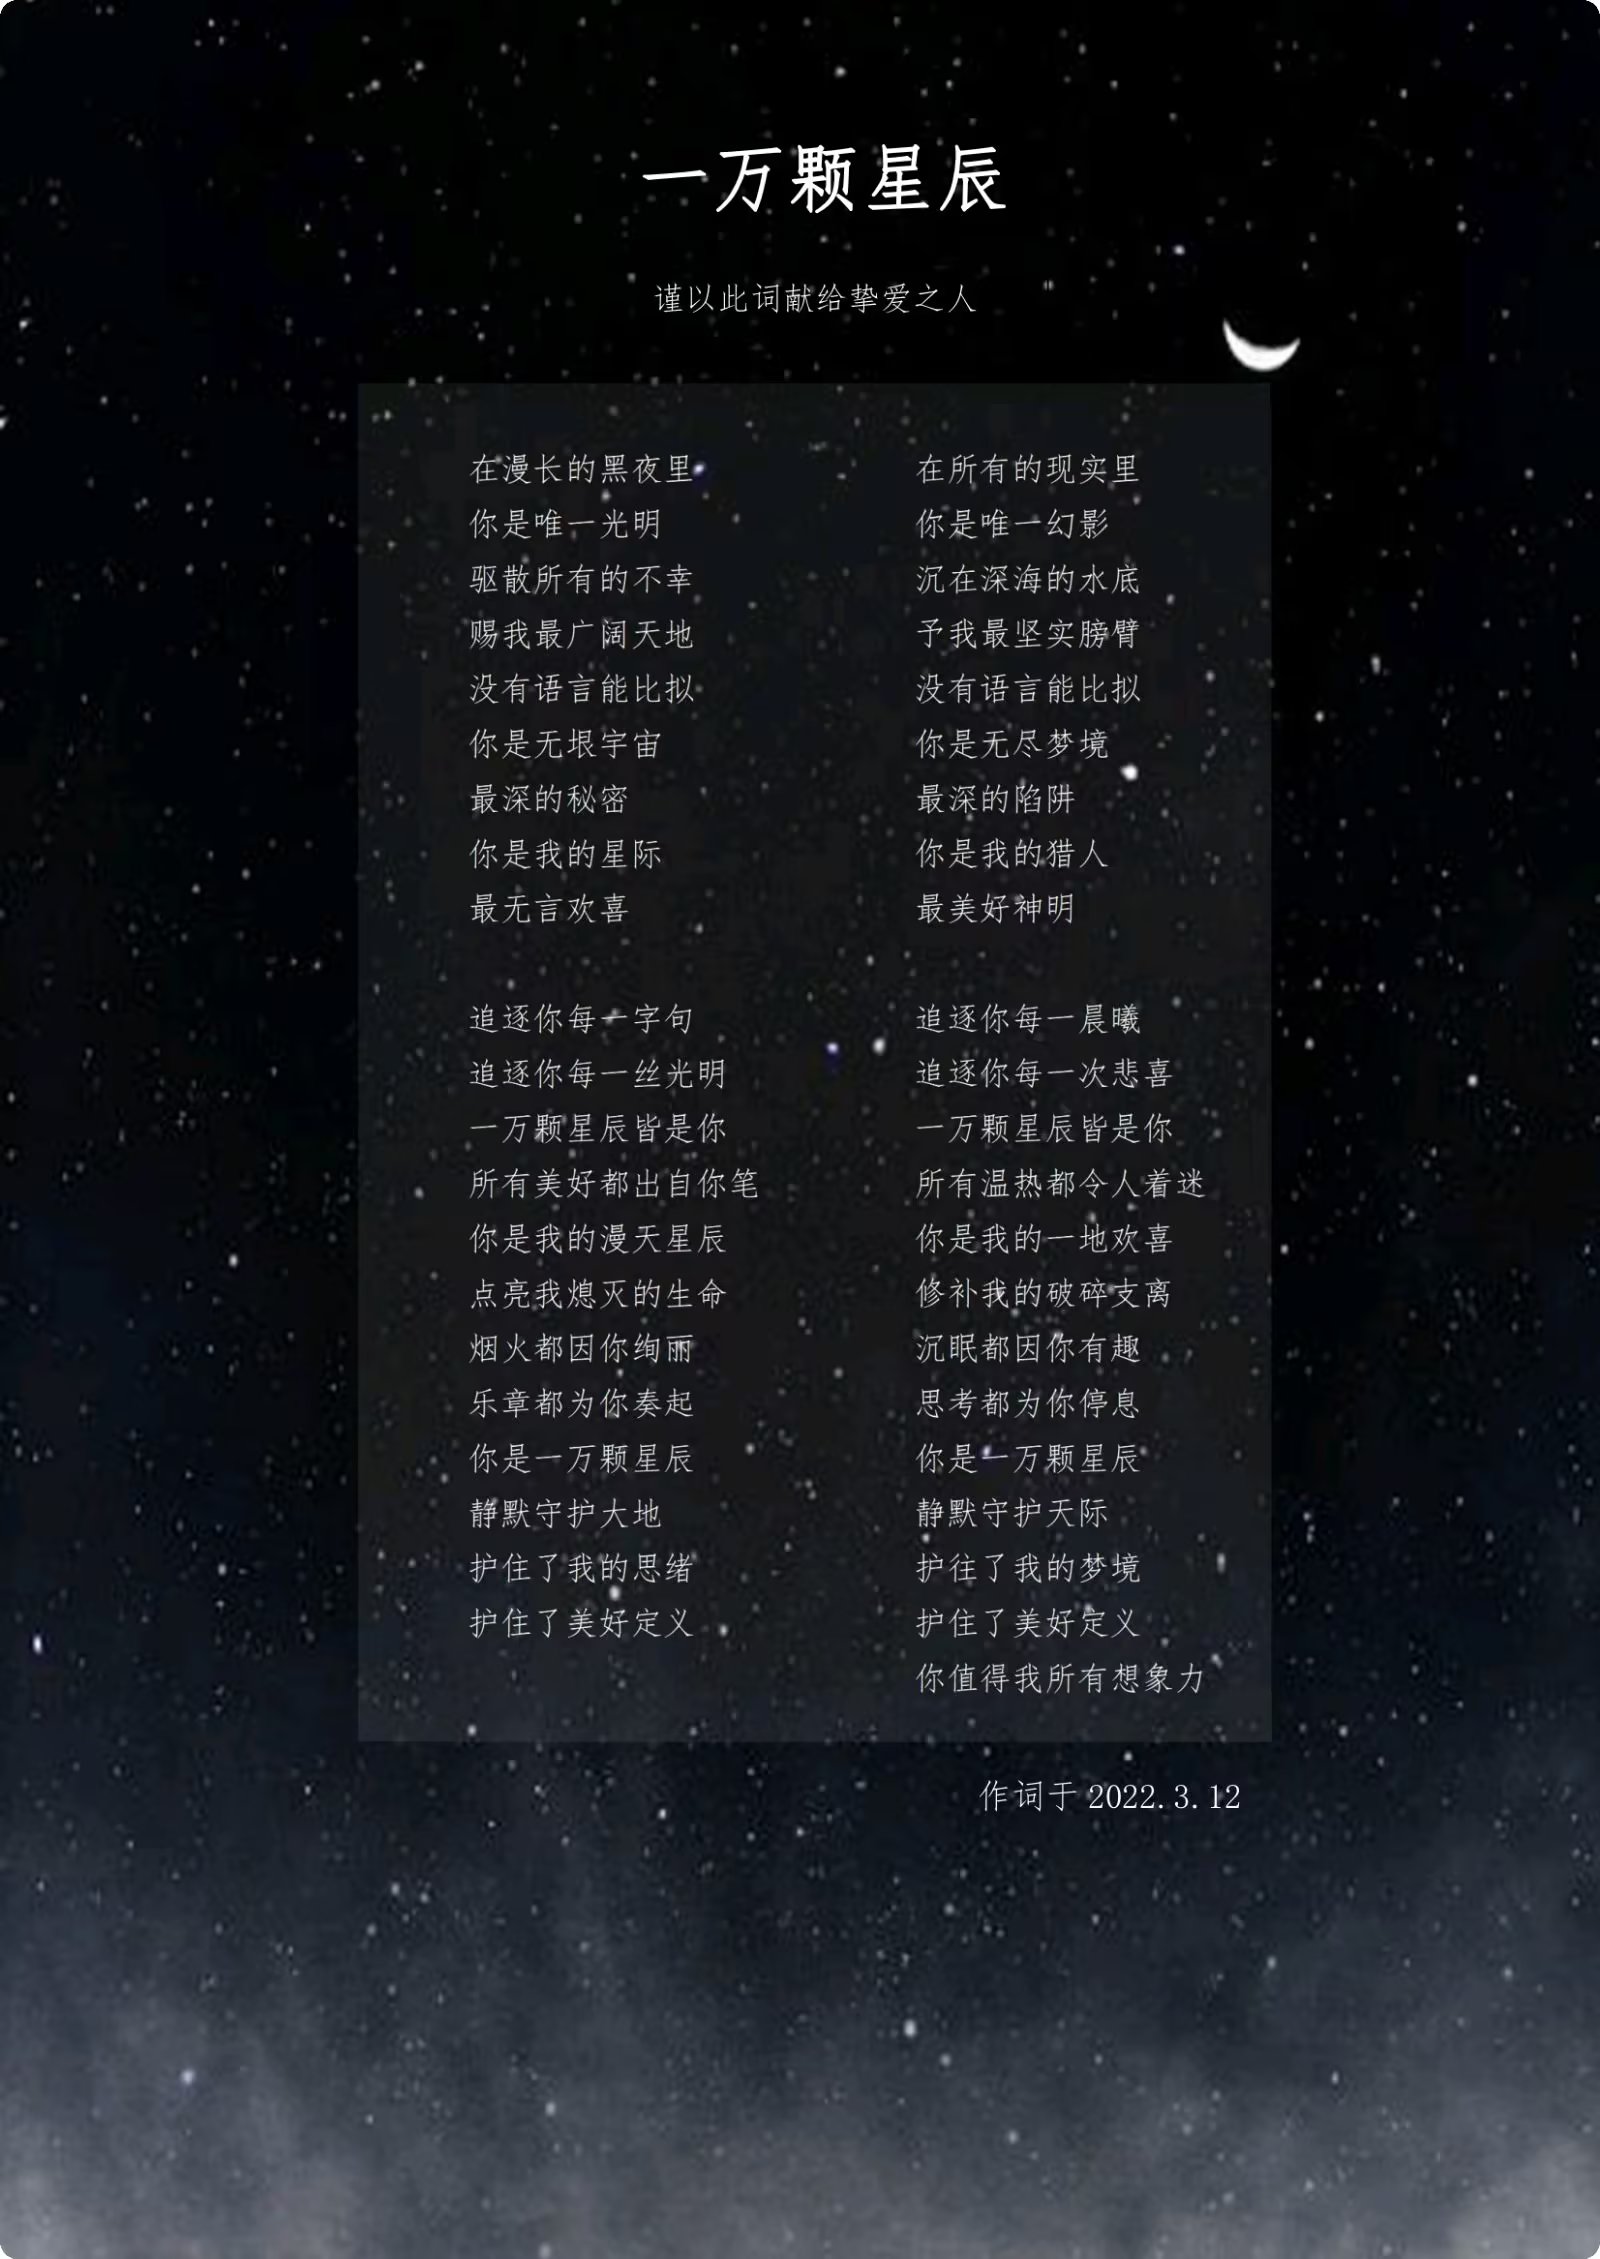 一万颗星辰
谨以此词献给挚爱之人
在漫长的黑夜里
你是唯一光明
驱散所有的不幸
赐我最广阔天地
没有语言能比拟
你是无垠宇宙
最深的秘密
你是我的星际
最无言欢喜
追逐你每一字句
追逐你每一丝光明
一万颗星辰皆是你
所有美好都出自你笔
你是我的漫天星辰
点亮我熄灭的生命
烟火都因你绚丽
乐章都为你奏起
你是一万颗星辰
静默守护大地
护住了我的思绪
护住了美好定义
在所有的现实里
你是唯一幻影
沉在深海的水底
予我最坚实膀臂
没有语言能比拟
你是无尽梦境
最深的陷阱
你是我的猎人
最美好神明
追逐你每一晨曦
追逐你每一次悲喜
一万颗星辰皆是你
所有温热都令人着迷
你是我的一地欢喜
修补我的破碎支离
沉眠都因你有趣
思考都为你停息
你是一万颗星辰
静默守护天际
护往了我的梦境
护住了美好定义
你值得我所有想象力
作词于 2022.3.12